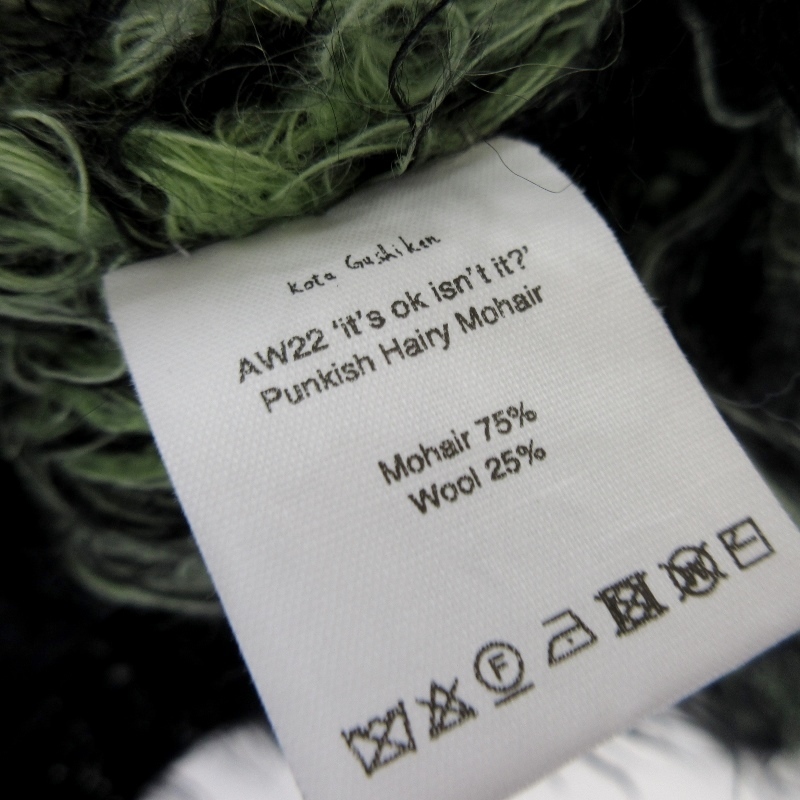 Kota Gushiken
AW22 'it's ok isn't it?'
Punkish Hairy Mohair
Mohair 75%
Wool 25%
F W